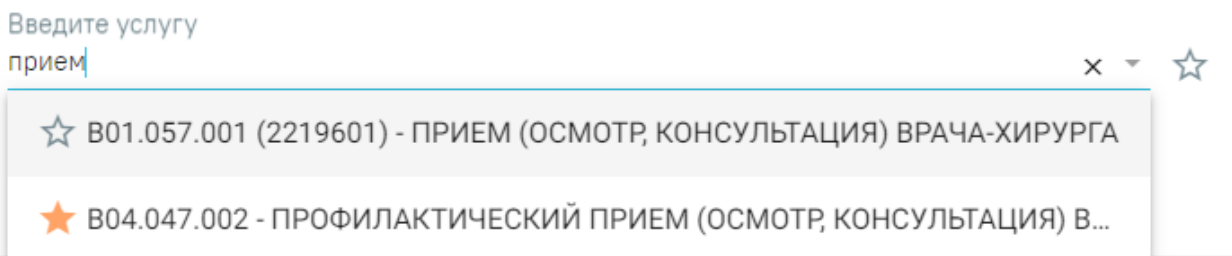 Введите услугу
прием
B01.057.001 (2219601) - ПРИЕМ (ОСМОТР, КОНСУЛЬТАЦИЯ) ВРАЧА-ХИРУРГА
B04.047.002 - ПРОФИЛАКТИЧЕСКИЙ ПРИЕМ (ОСМОТР, КОНСУЛЬТАЦИЯ) В...